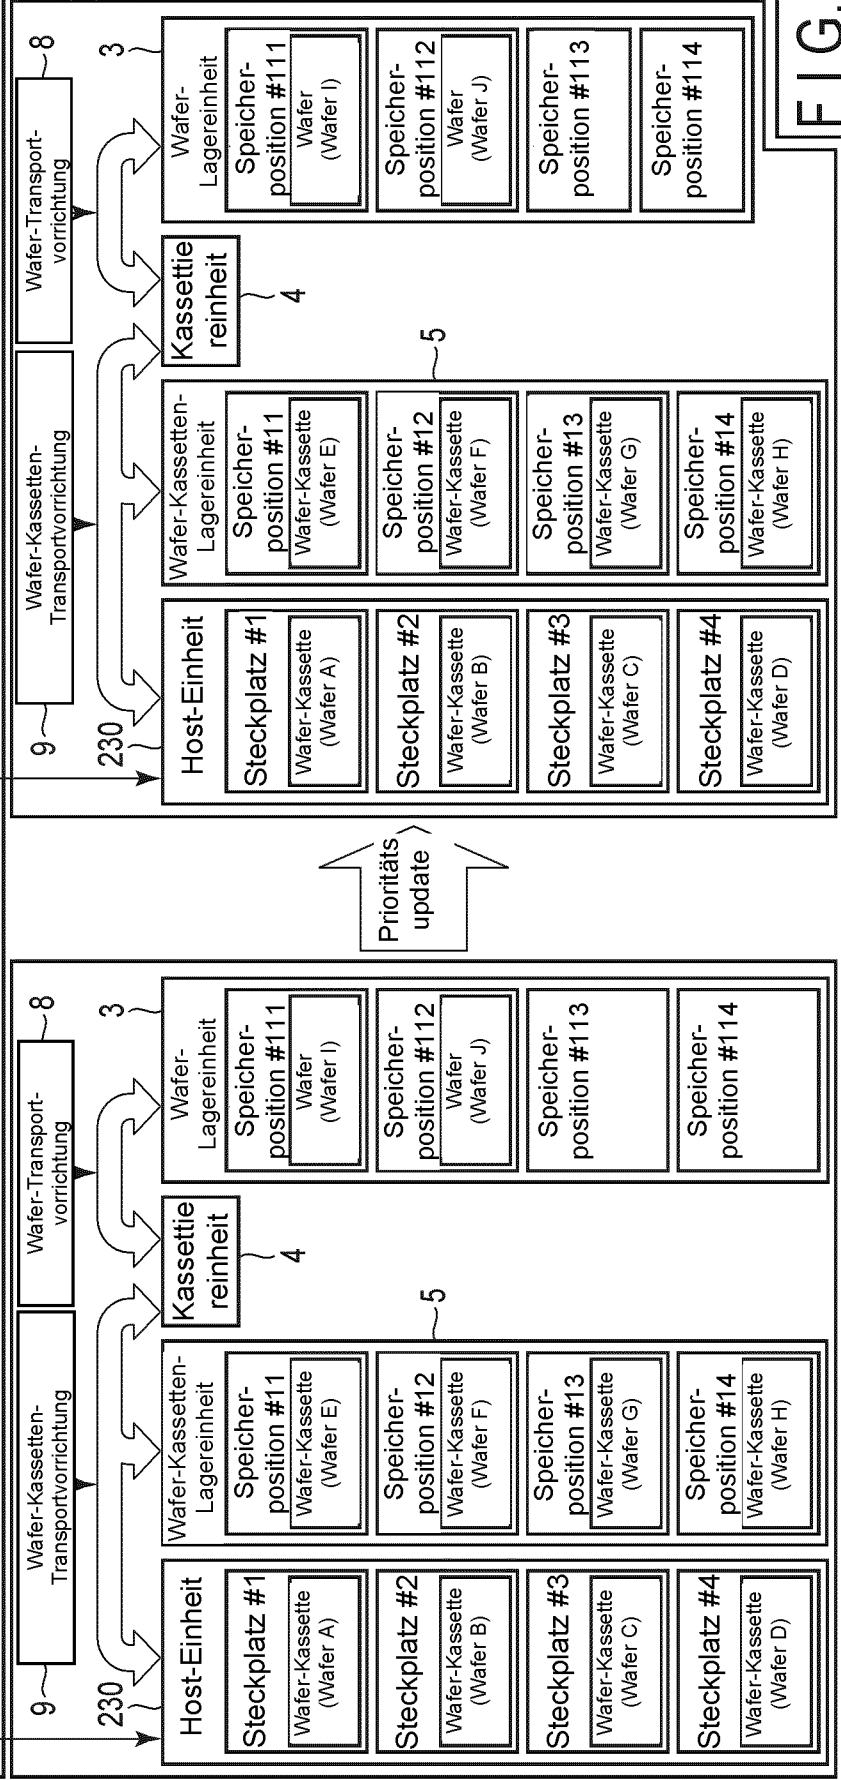 Wafer-Kassetten-
Transportvorrichtung
9
Wafer-Transport-
vorrichtung
8
230
Host-Einheit
Steckplatz #1
Wafer-Kassette
(Wafer A)
Steckplatz #2
Wafer-Kassette
(Wafer B)
Steckplatz #3
Wafer-Kassette
(Wafer C)
Steckplatz #4
Wafer-Kassette
(Wafer D)
Wafer-Kassetten-
Lagereinheit
Speicher-
position #11
Wafer-Kassette
(Wafer E)
Speicher-
position #12
Wafer-Kassette
(Wafer F)
Speicher-
position #13
Wafer-Kassette
(Wafer G)
Speicher-
position #14
Wafer-Kassette
(Wafer H)
5
Kassettie
reinheit
4
3
Wafer-
Lagereinheit
Speicher-
position #111
Wafer
(Wafer I)
Speicher-
position #112
Wafer
(Wafer J)
Speicher-
position #113
Speicher-
position #114
Prioritäts
update
Wafer-Kassetten-
Transportvorrichtung
9
Wafer-Transport-
vorrichtung
8
230
Host-Einheit
Steckplatz #1
Wafer-Kassette
(Wafer A)
Steckplatz #2
Wafer-Kassette
(Wafer B)
Steckplatz #3
Wafer-Kassette
(Wafer C)
Steckplatz #4
Wafer-Kassette
(Wafer D)
Wafer-Kassetten-
Lagereinheit
Speicher-
position #11
Wafer-Kassette
(Wafer E)
Speicher-
position #12
Wafer-Kassette
(Wafer F)
Speicher-
position #13
Wafer-Kassette
(Wafer G)
Speicher-
position #14
Wafer-Kassette
(Wafer H)
5
Kassettie
reinheit
4
3
Wafer-
Lagereinheit
Speicher-
position #111
Wafer
(Wafer I)
Speicher-
position #112
Wafer
(Wafer J)
Speicher-
position #113
Speicher-
position #114
FIG.